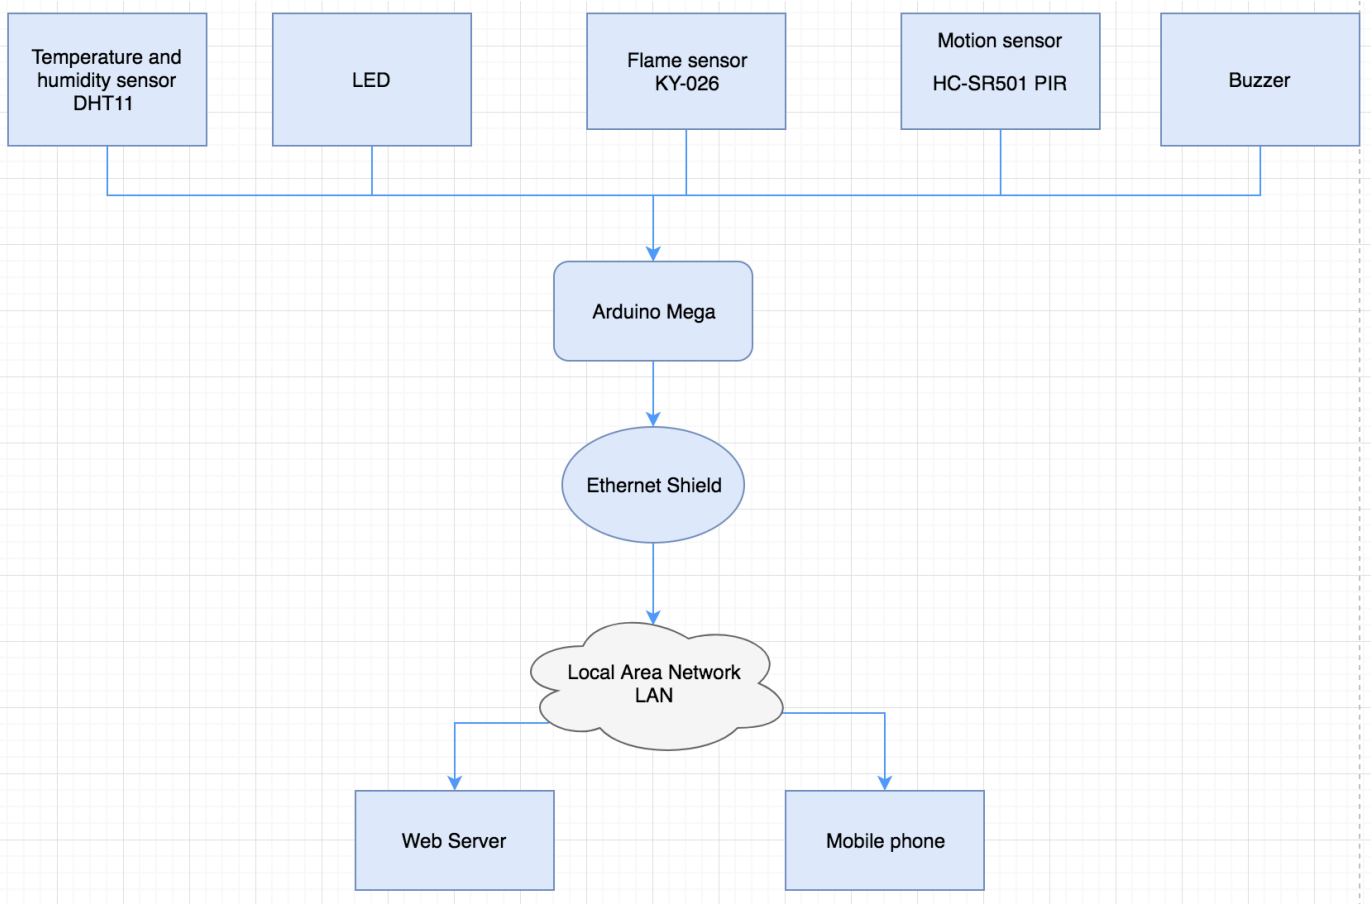 Temperature and
humidity sensor
DHT11
LED
Flame sensor
KY-026
Motion sensor
HC-SR501 PIR
Buzzer
Arduino Mega
Ethernet Shield
Local Area Network
LAN
Web Server
Mobile phone